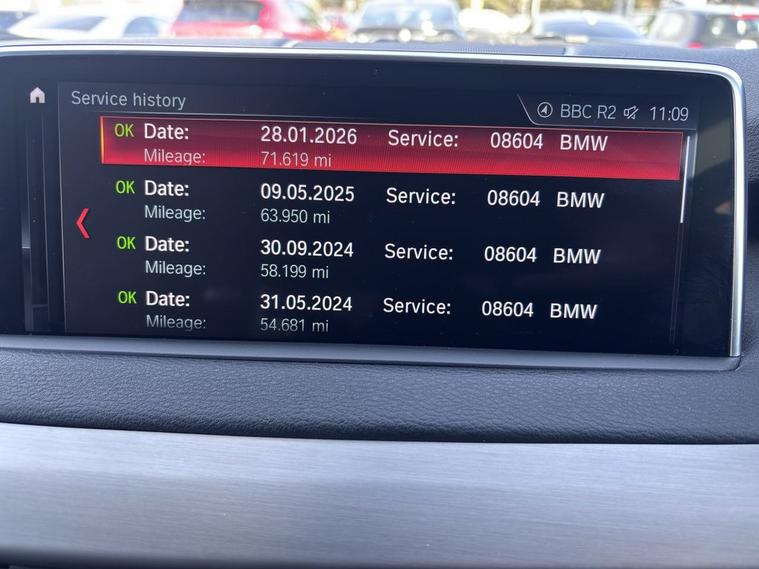 Service history
BBC R2 11:09
OK Date: 28.01.2026 Service: 08604 BMW
Mileage: 71.619 mi
OK Date: 09.05.2025 Service: 08604 BMW
Mileage: 63.950 mi
OK Date: 30.09.2024 Service: 08604 BMW
Mileage: 58.199 mi
OK Date: 31.05.2024 Service: 08604 BMW
Mileage: 54.681 mi